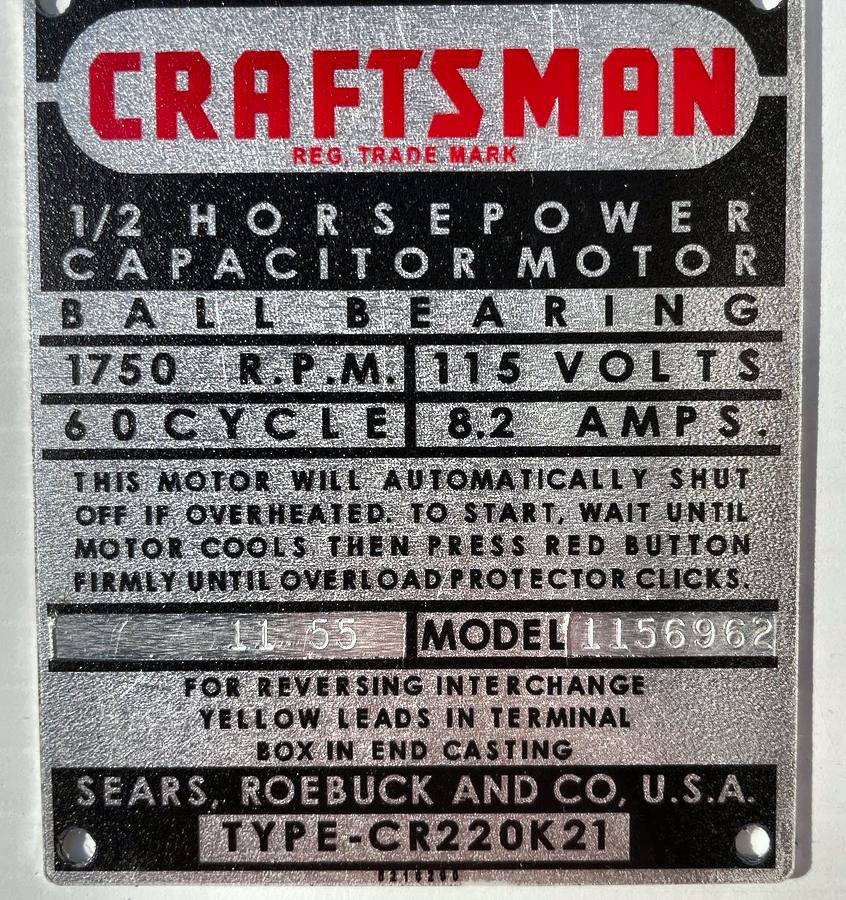 CRAFTSMAN
REG. TRADE MARK
1/2 HORSEPOWER
CAPACITOR MOTOR
BALL BEARING
1750 R.P.M. 115 VOLTS
60 CYCLE 8.2 AMPS.
THIS MOTOR WILL AUTOMATICALLY SHUT
OFF IF OVERHEATED. TO START, WAIT UNTIL
MOTOR COOLS THEN PRESS RED BUTTON
FIRMLY UNTIL OVERLOAD PROTECTOR CLICKS.
11 55 MODEL 1156962
FOR REVERSING INTERCHANGE
YELLOW LEADS IN TERMINAL
BOX IN END CASTING
SEARS, ROEBUCK AND CO, U.S.A.
TYPE-CR220K21